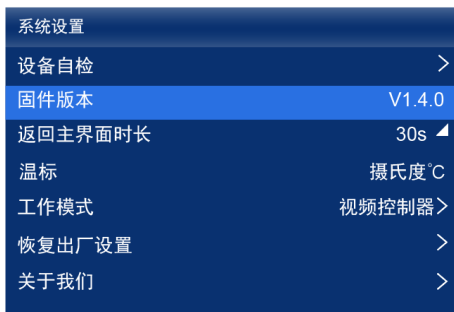 系统设置
设备自检
固件版本 V1.4.0
返回主界面时长 30s
温标 摄氏度°C
工作模式 视频控制器
恢复出厂设置
关于我们